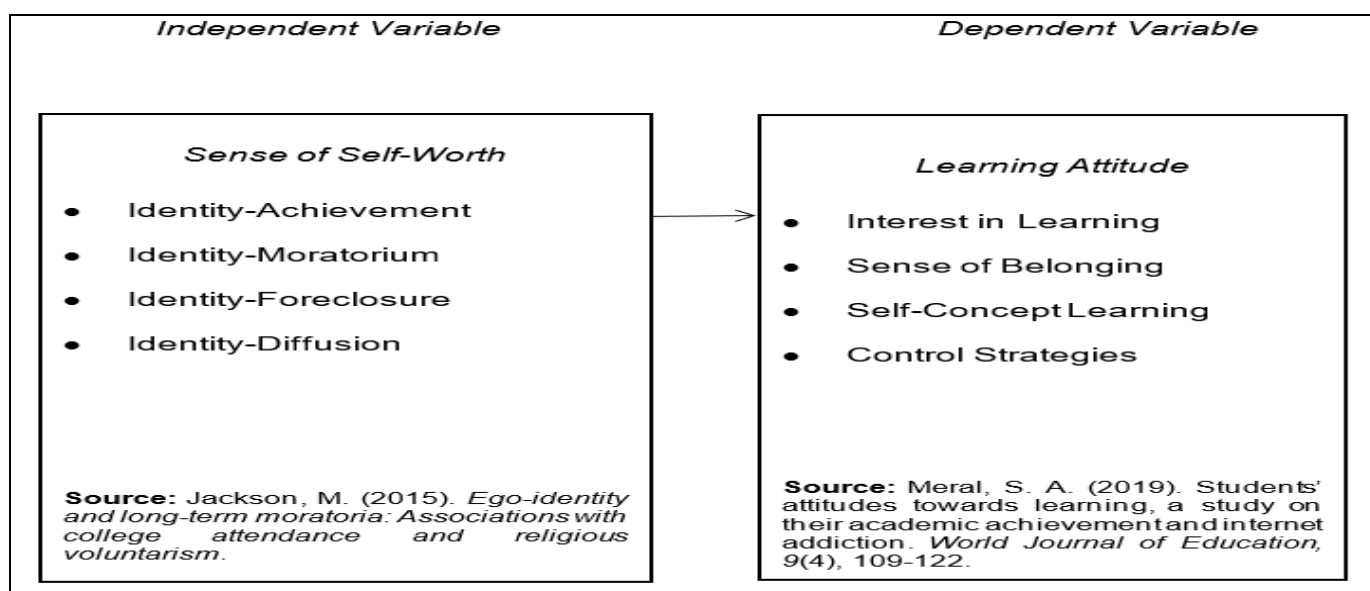 Independent Variable
Dependent Variable
Sense of Self-Worth
● Identity-Achievement
● Identity-Moratorium
● Identity-Foreclosure
● Identity-Diffusion
Source: Jackson, M. (2015). Ego-identity
and long-term moratoria: Associations with
college attendance and religious
voluntarism.
Learning Attitude
● Interest in Learning
● Sense of Belonging
● Self-Concept Learning
● Control Strategies
Source: Meral, S. A. (2019). Students'
attitudes towards learning, a study on
their academic achievement and internet
addiction. World Journal of Education,
9(4), 109-122.